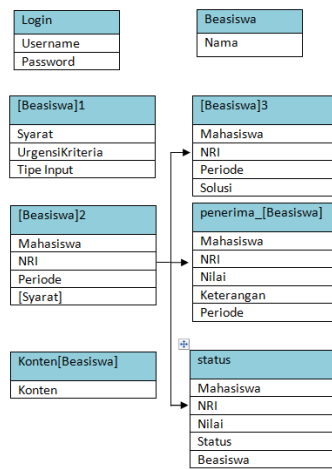 Login
Username
Password
Beasiswa
Nama
[Beasiswa]1
Syarat
UrgensiKriteria
Tipe Input
[Beasiswa]3
Mahasiswa
NRI
Periode
Solusi
[Beasiswa]2
Mahasiswa
NRI
Periode
[Syarat]
penerima_[Beasiswa]
Mahasiswa
NRI
Nilai
Keterangan
Periode
Konten[Beasiswa]
Konten
status
Mahasiswa
NRI
Nilai
Status
Beasiswa